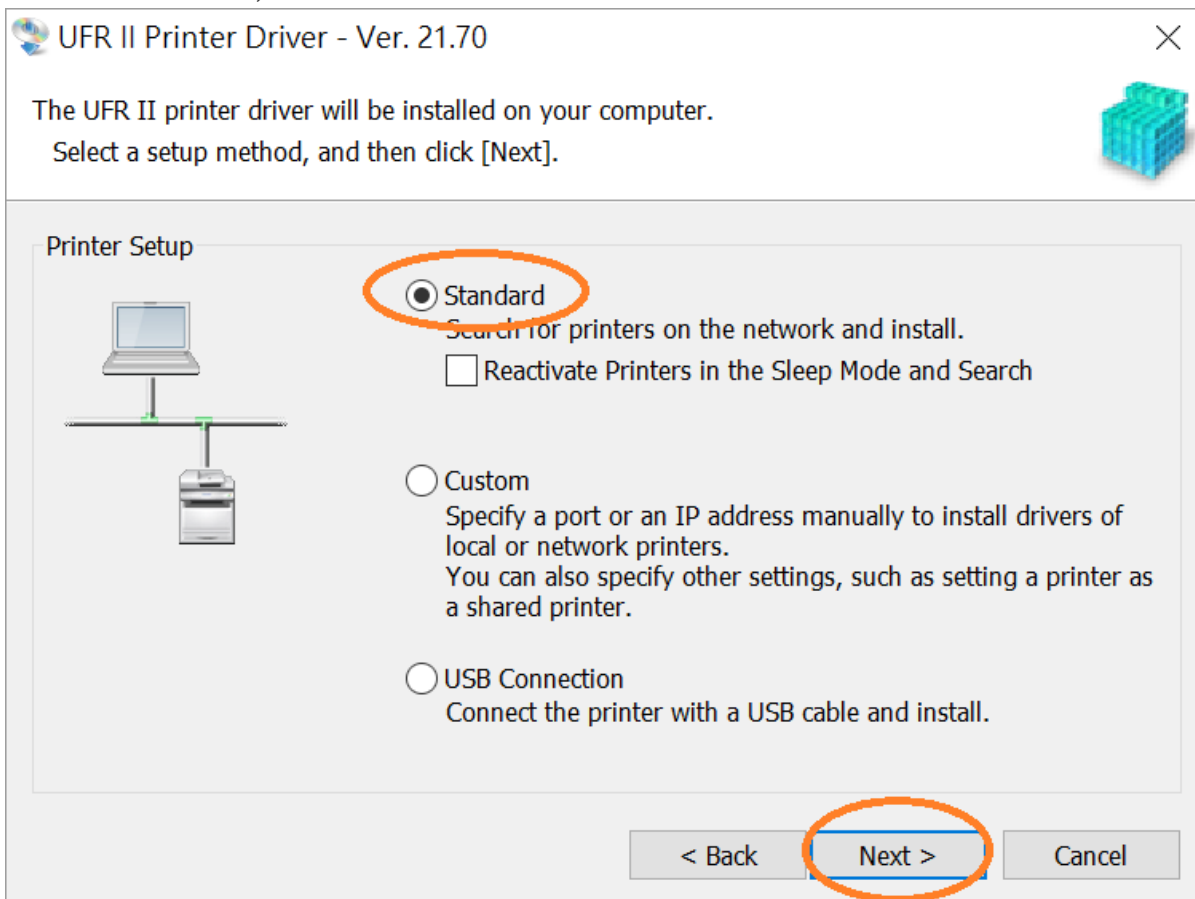 UFR II Printer Driver - Ver. 21.70
The UFR II printer driver will be installed on your computer.
Select a setup method, and then click [Next].
Printer Setup
Standard
Search for printers on the network and install.
Reactivate Printers in the Sleep Mode and Search
Custom
Specify a port or an IP address manually to install drivers of
local or network printers.
You can also specify other settings, such as setting a printer as
a shared printer.
USB Connection
Connect the printer with a USB cable and install.
< Back
Next >
Cancel